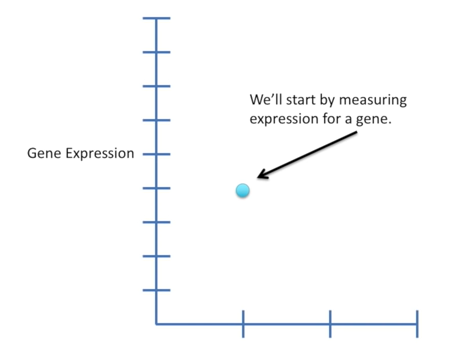 We’ll start by measuring
expression for a gene.
Gene Expression